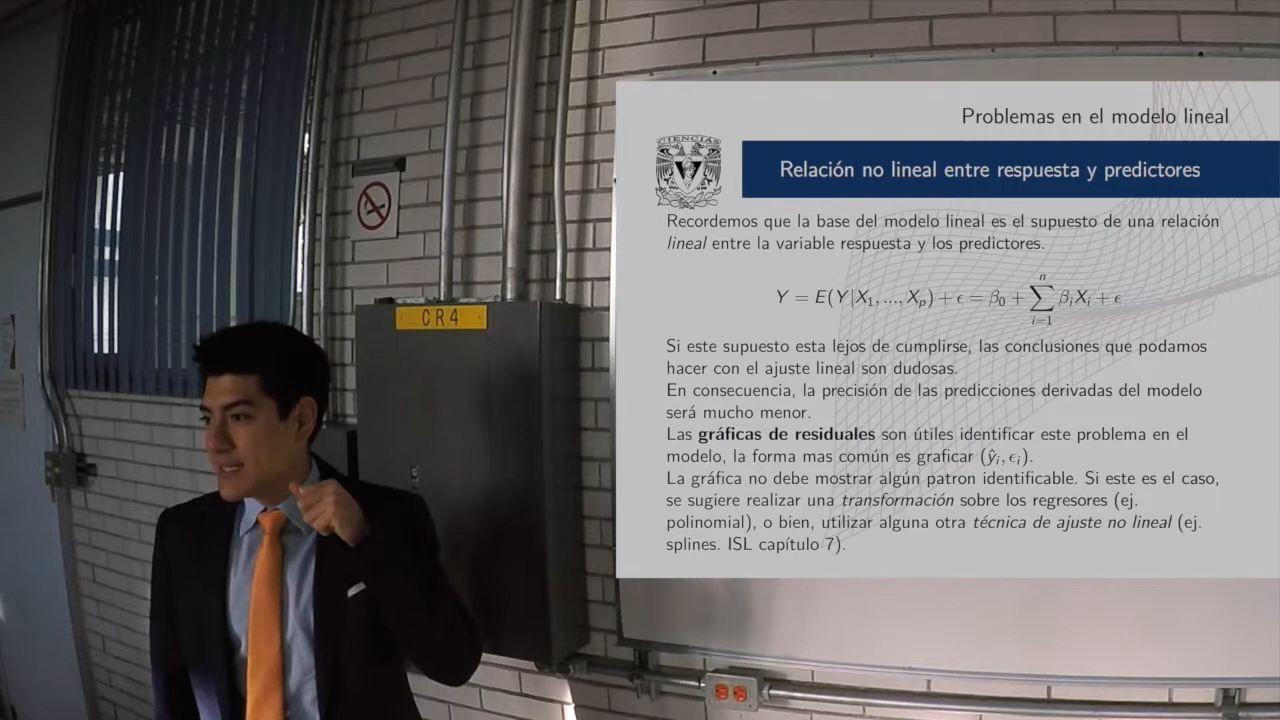 Problemas en el modelo lineal
CIENCIAS
Relación no lineal entre respuesta y predictores
Recordemos que la base del modelo lineal es el supuesto de una relación
lineal entre la variable respuesta y los predictores.
Y = E(Y|X₁, ..., Xₚ) + ϵ = β₀ + ∑ᵢ₌₁ⁿ βᵢXᵢ + ϵ
Si este supuesto esta lejos de cumplirse, las conclusiones que podamos
hacer con el ajuste lineal son dudosas.
En consecuencia, la precisión de las predicciones derivadas del modelo
será mucho menor.
Las gráficas de residuales son útiles identificar este problema en el
modelo, la forma mas común es graficar (ŷᵢ, ϵᵢ).
La gráfica no debe mostrar algún patron identificable. Si este es el caso,
se sugiere realizar una transformación sobre los regresores (ej.
polinomial), o bien, utilizar alguna otra técnica de ajuste no lineal (ej.
splines. ISL capítulo 7).
CR4